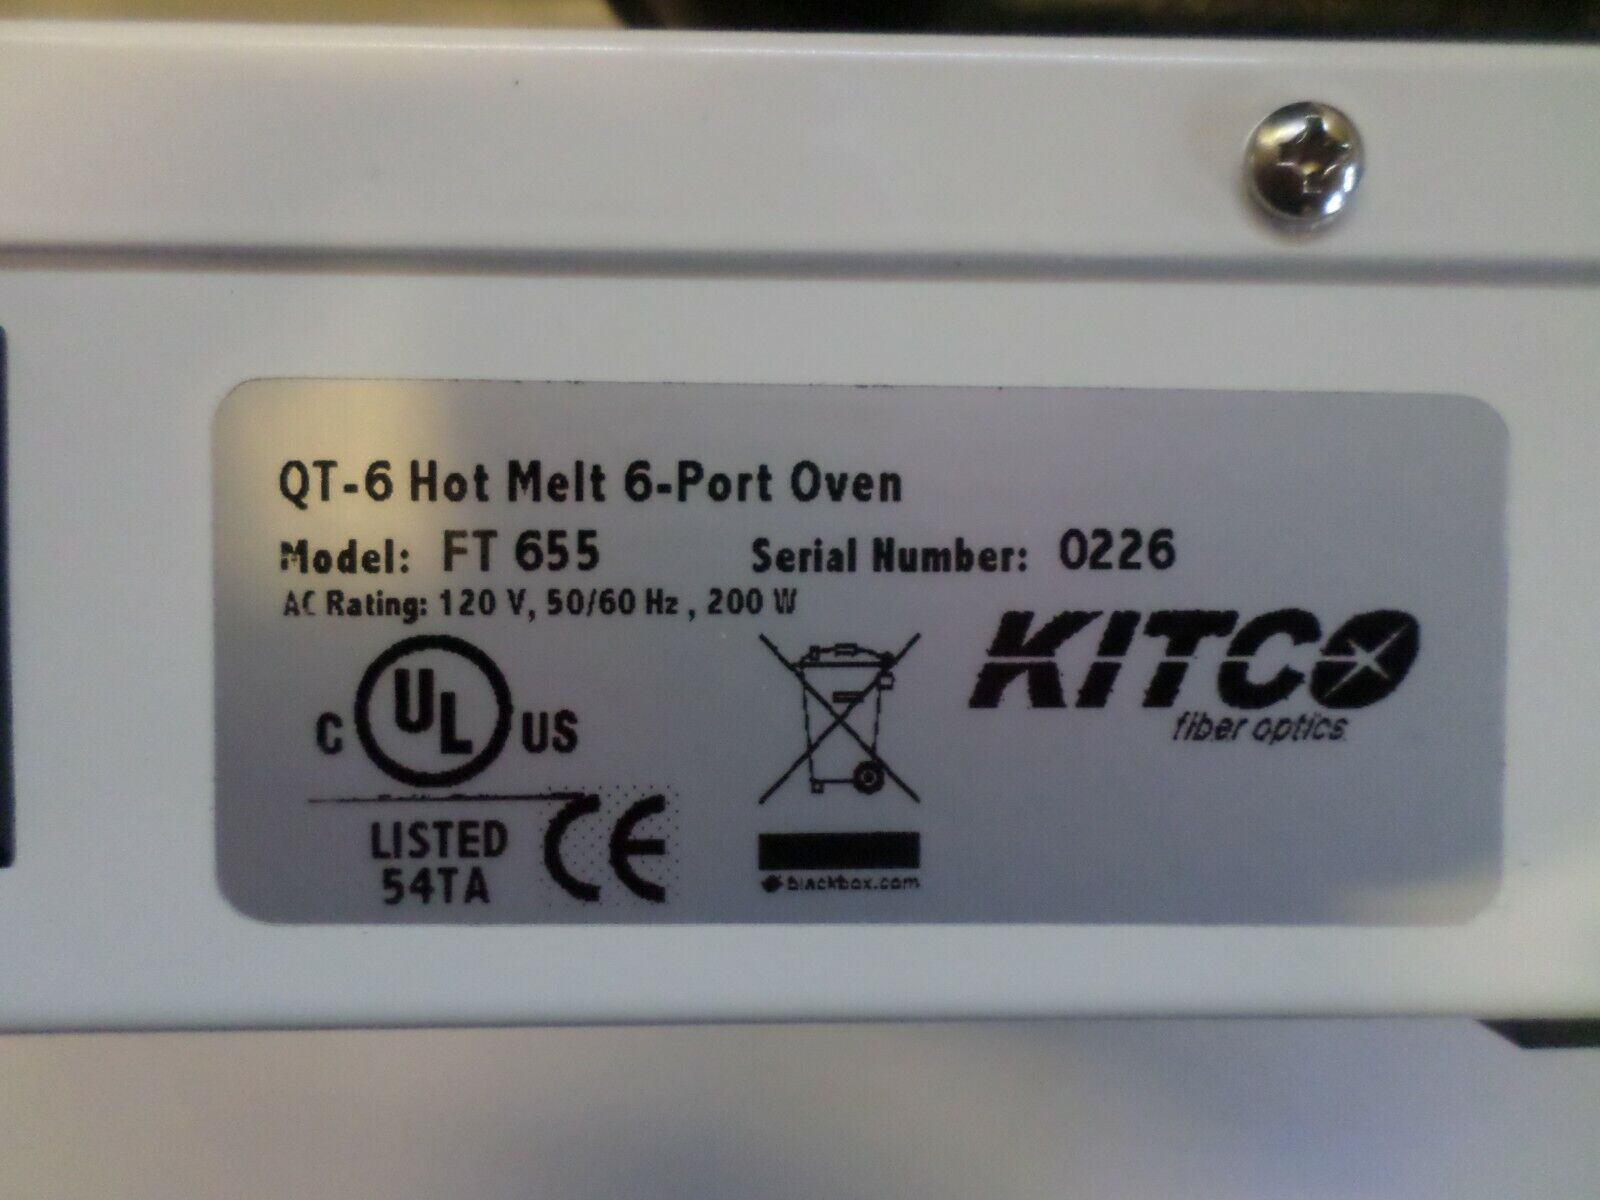 QT-6 Hot Melt 6-Port Oven
Model: FT 655 Serial Number: 0226
AC Rating: 120 V, 50/60 Hz , 200 W
C UL US
LISTED
54TA
CE
blackbox.com
KITCO
fiber optics